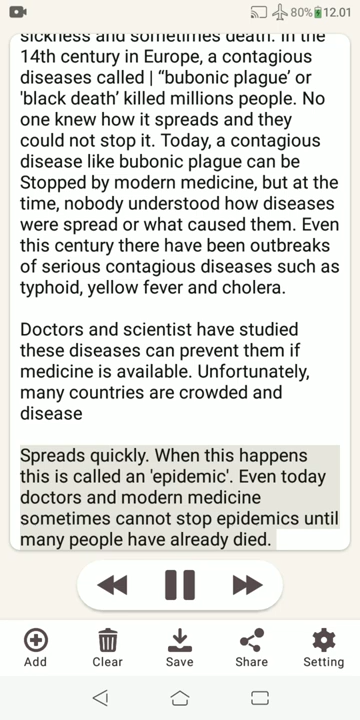 80% 12.01
sickness and sometimes death. In the
14th century in Europe, a contagious
diseases called | “bubonic plague’ or
'black death’ killed millions people. No
one knew how it spreads and they
could not stop it. Today, a contagious
disease like bubonic plague can be
Stopped by modern medicine, but at the
time, nobody understood how diseases
were spread or what caused them. Even
this century there have been outbreaks
of serious contagious diseases such as
typhoid, yellow fever and cholera.
Doctors and scientist have studied
these diseases can prevent them if
medicine is available. Unfortunately,
many countries are crowded and
disease
Spreads quickly. When this happens
this is called an 'epidemic'. Even today
doctors and modern medicine
sometimes cannot stop epidemics until
many people have already died.
Add Clear Save Share Setting